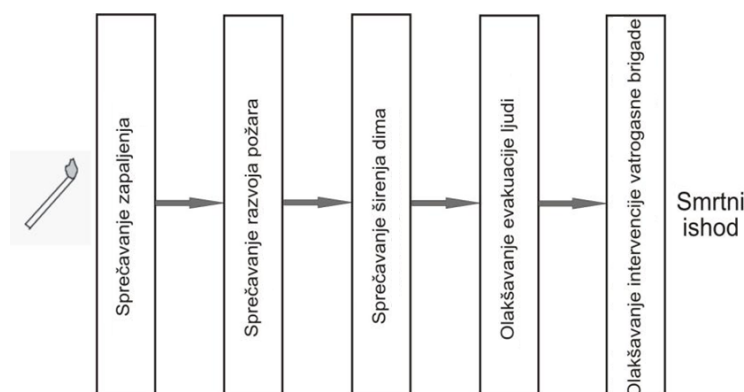 Sprečavanje zapaljenja
Sprečavanje razvoja požara
Sprečavanje širenja dima
Olakšavanje evakuacije ljudi
Olakšavanje intervencije vatrogasne brigade
Smrtni
ishod